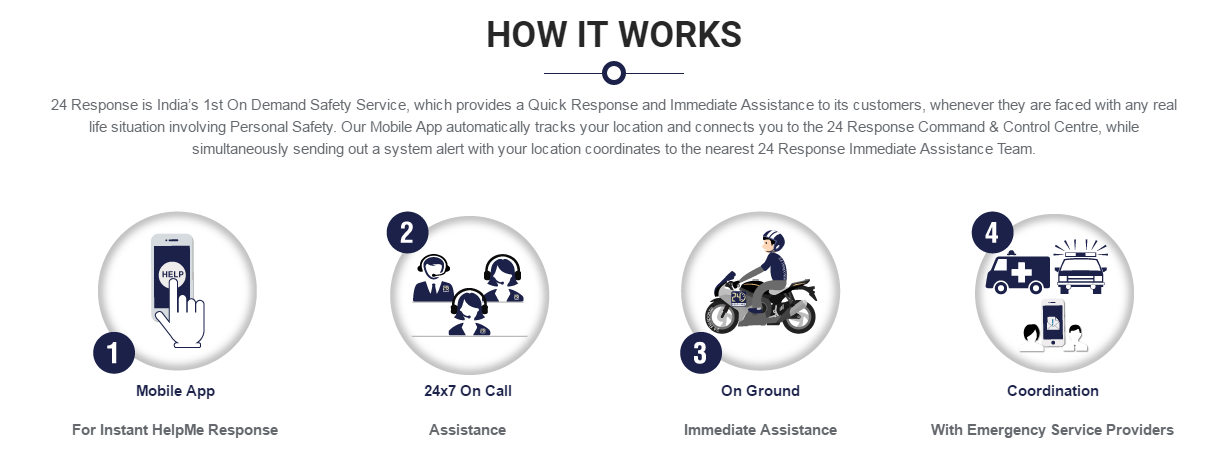 HOW IT WORKS
24 Response is India's 1st On Demand Safety Service, which provides a Quick Response and Immediate Assistance to its customers, whenever they are faced with any real
life situation involving Personal Safety. Our Mobile App automatically tracks your location and connects you to the 24 Response Command & Control Centre, while
simultaneously sending out a system alert with your location coordinates to the nearest 24 Response Immediate Assistance Team.
HELP
1
Mobile App
For Instant HelpMe Response
2
24x7 On Call
Assistance
24
3
On Ground
Immediate Assistance
4
Coordination
With Emergency Service Providers